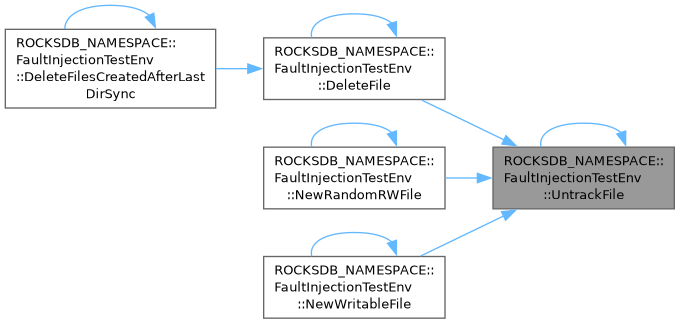 ROCKSDB_NAMESPACE::
FaultInjectionTestEnv
::DeleteFilesCreatedAfterLast
DirSync
ROCKSDB_NAMESPACE::
FaultInjectionTestEnv
::DeleteFile
ROCKSDB_NAMESPACE::
FaultInjectionTestEnv
::NewRandomRWFile
ROCKSDB_NAMESPACE::
FaultInjectionTestEnv
::NewWritableFile
ROCKSDB_NAMESPACE::
FaultInjectionTestEnv
::UntrackFile